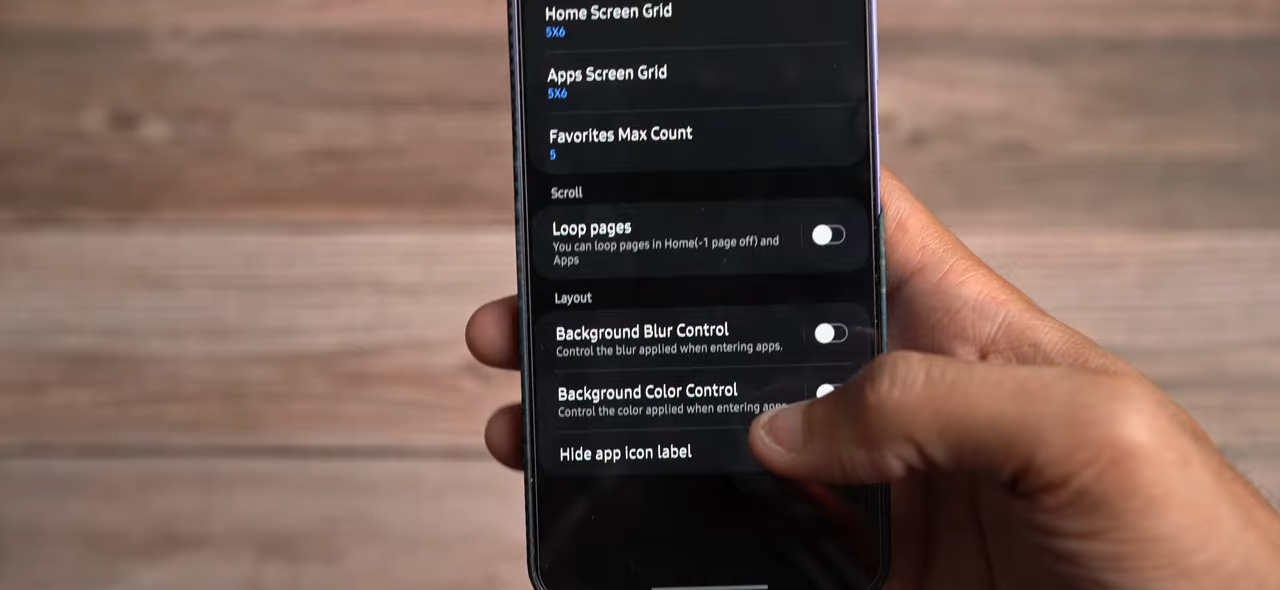 Home Screen Grid
5X6
Apps Screen Grid
5X6
Favorites Max Count
5
Scroll
Loop pages
You can loop pages in Home(-1 page off) and
Apps
Layout
Background Blur Control
Control the blur applied when entering apps.
Background Color Control
Control the color applied when entering apps
Hide app icon label